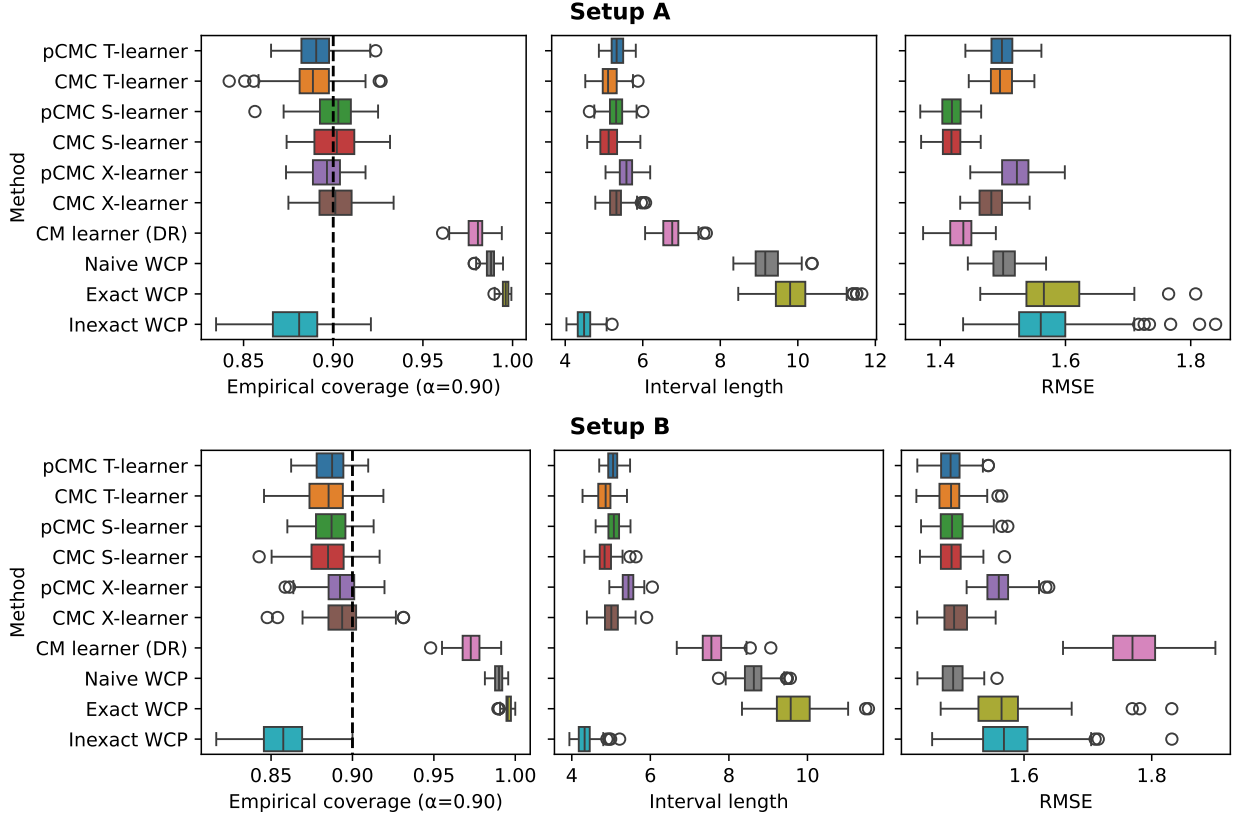 Setup A
Method
pCMC T-learner
CMC T-learner
pCMC S-learner
CMC S-learner
pCMC X-learner
CMC X-learner
CM learner (DR)
Naive WCP
Exact WCP
Inexact WCP
0.85 0.90 0.95 1.00
Empirical coverage (α=0.90)
4 6 8 10 12
Interval length
1.4 1.6 1.8
RMSE
Setup B
Method
pCMC T-learner
CMC T-learner
pCMC S-learner
CMC S-learner
pCMC X-learner
CMC X-learner
CM learner (DR)
Naive WCP
Exact WCP
Inexact WCP
0.85 0.90 0.95 1.00
Empirical coverage (α=0.90)
4 6 8 10
Interval length
1.6 1.8
RMSE